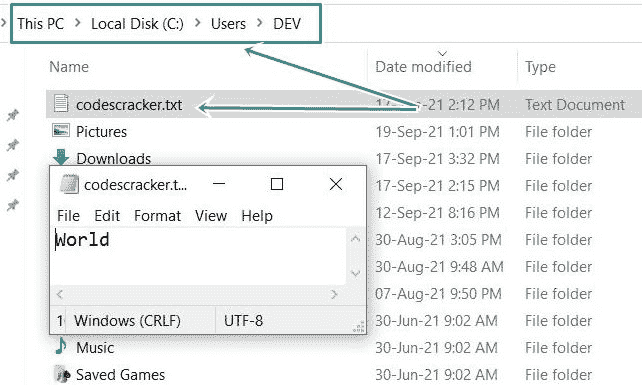 This PC > Local Disk (C:) > Users > DEV
Name Date modified Type
codescracker.txt 17-Sep-21 2:12 PM Text Document
Pictures 19-Sep-21 1:01 PM File folder
Downloads 17-Sep-21 3:32 PM File folder
17-Sep-21 2:15 PM File folder
12-Sep-21 8:16 PM File folder
30-Aug-21 3:05 PM File folder
30-Aug-21 9:48 AM File folder
07-Aug-21 9:50 PM File folder
30-Jun-21 9:02 AM File folder
Music 30-Jun-21 9:02 AM File folder
Saved Games 30-Jun-21 9:02 AM File folder
codescracker.t...
File Edit Format View Help
World
Windows (CRLF) UTF-8